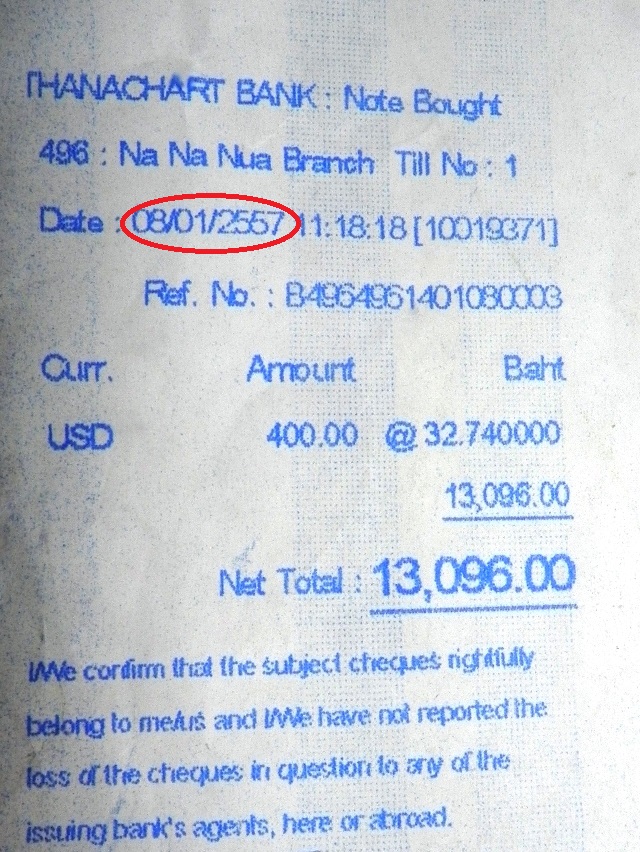 THANACHART BANK : Note Bought
496 : Na Na Nua Branch Till No : 1
Date : 08/01/2557 11:18:18 [10019371]
Ref. No. : B4964961401080003
Curr. Amount Baht
USD 400.00 @ 32.740000
13,096.00
Net Total : 13,096.00
I/We confirm that the subject cheques rightfully
belong to me/us and I/We have not reported the
loss of the cheques in question to any of the
issuing bank's agents, here or abroad.